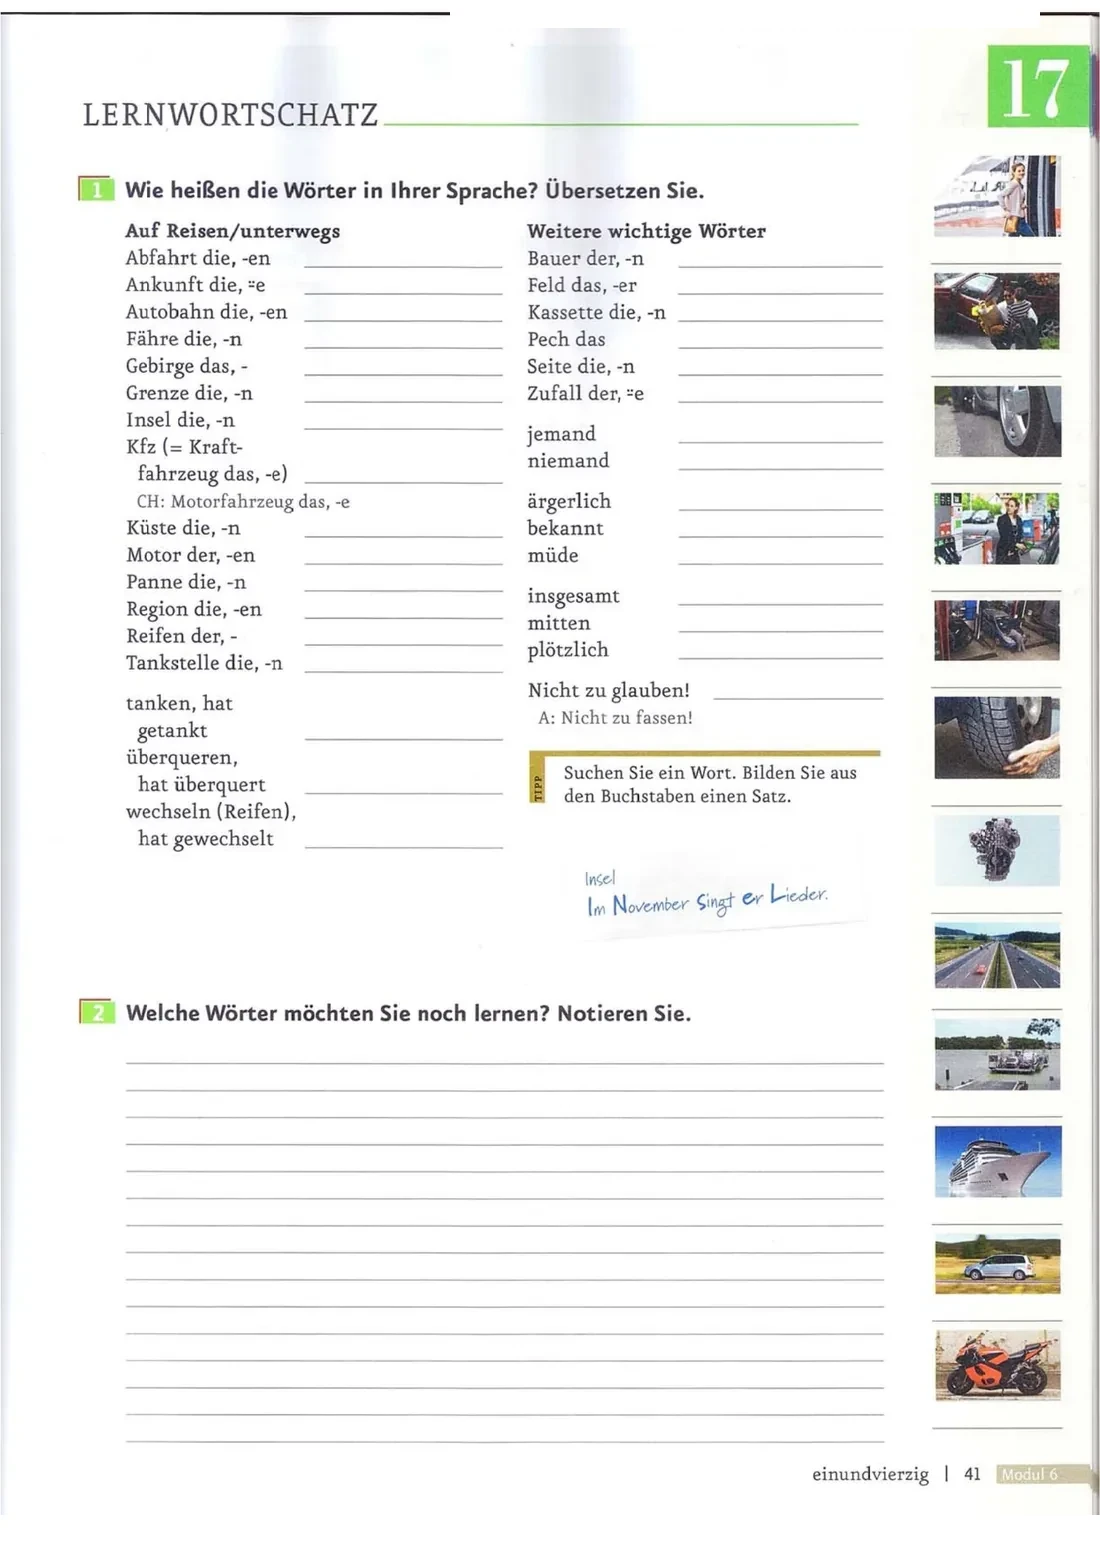 17
LERNWORTSCHATZ
1 Wie heißen die Wörter in Ihrer Sprache? Übersetzen Sie.
Auf Reisen/unterwegs
Abfahrt die, -en
Ankunft die, ⸚e
Autobahn die, -en
Fähre die, -n
Gebirge das, -
Grenze die, -n
Insel die, -n
Kfz (= Kraft-
fahrzeug das, -e)
CH: Motorfahrzeug das, -e
Küste die, -n
Motor der, -en
Panne die, -n
Region die, -en
Reifen der, -
Tankstelle die, -n
tanken, hat
getankt
überqueren,
hat überquert
wechseln (Reifen),
hat gewechselt
Weitere wichtige Wörter
Bauer der, -n
Feld das, -er
Kassette die, -n
Pech das
Seite die, -n
Zufall der, ⸚e
jemand
niemand
ärgerlich
bekannt
müde
insgesamt
mitten
plötzlich
Nicht zu glauben!
A: Nicht zu fassen!
TIPP
Suchen Sie ein Wort. Bilden Sie aus
den Buchstaben einen Satz.
Insel
Im November singt er Lieder.
2 Welche Wörter möchten Sie noch lernen? Notieren Sie.
einundvierzig | 41 Modul 6